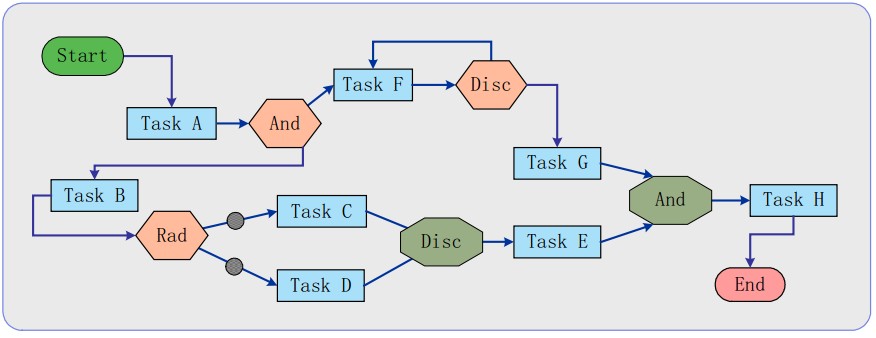 Start
Task F
Disc
Task A
And
Task G
Task B
Task C
And
Task H
Rad
Disc
Task E
Task D
End